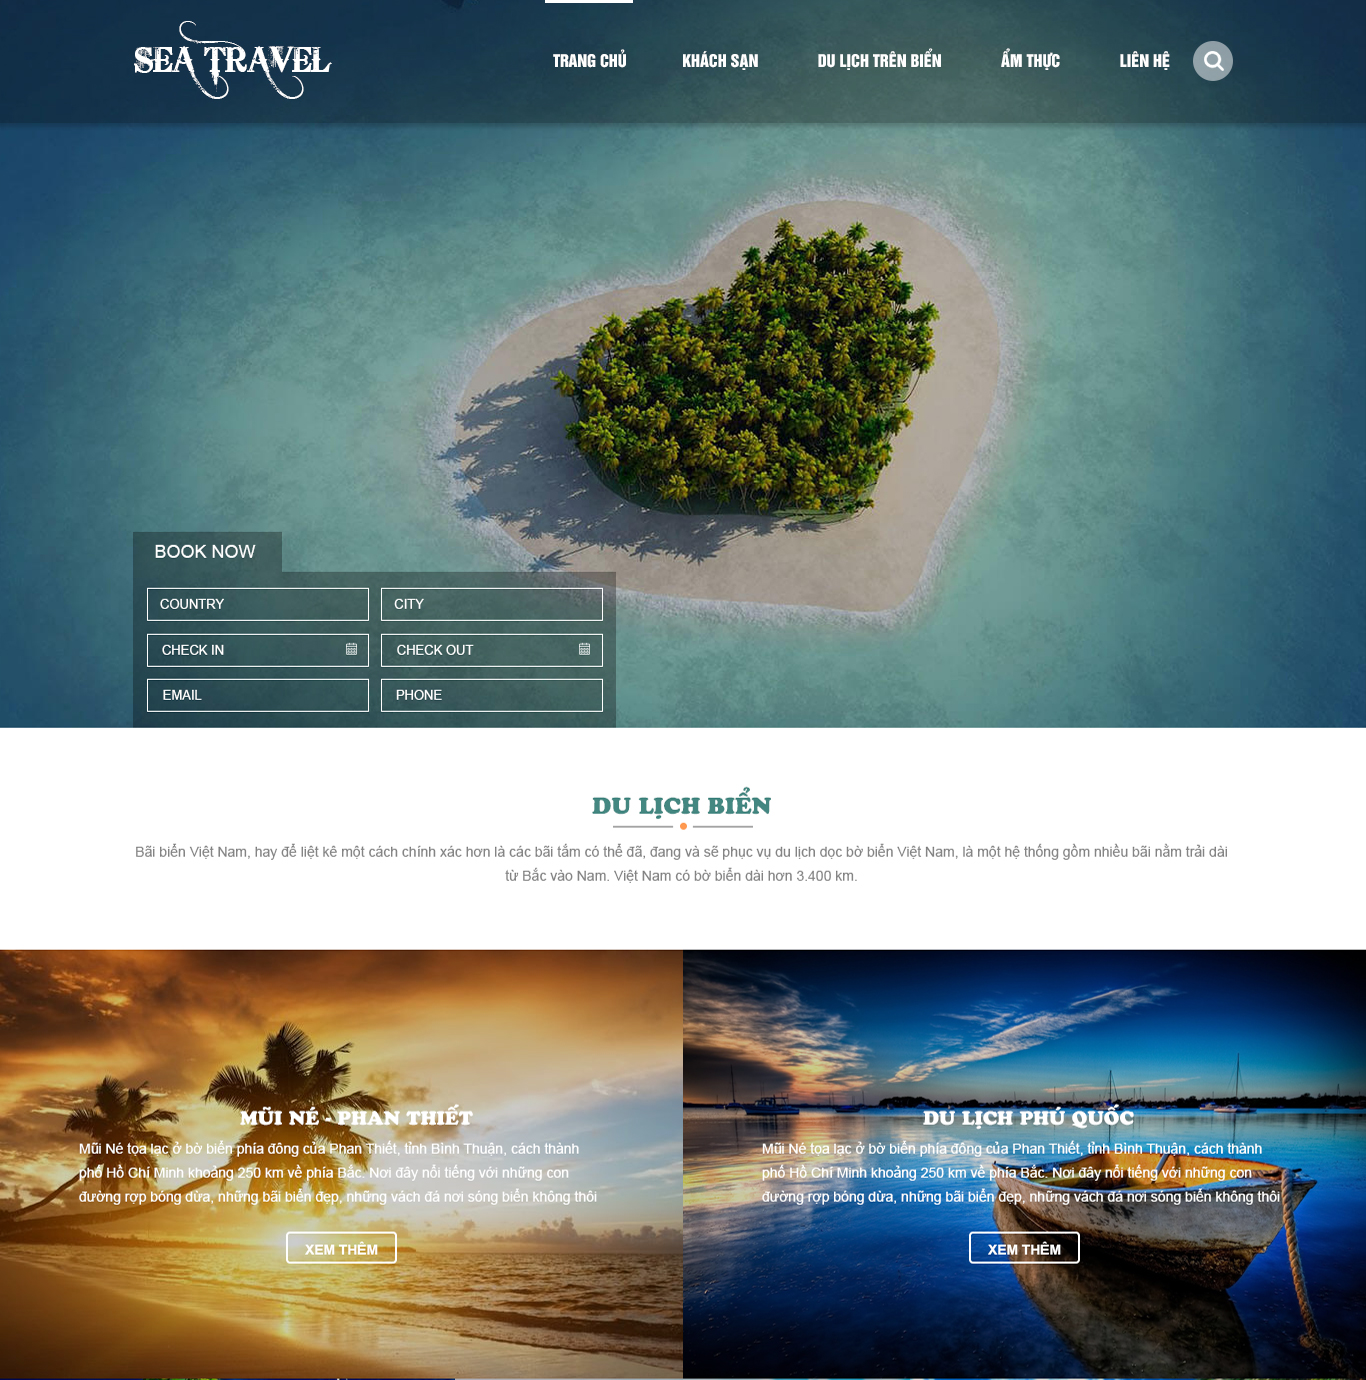 SEA TRAVEL
TRANG CHỦ
KHÁCH SẠN
DU LỊCH TRÊN BIỂN
ẨM THỰC
LIÊN HỆ
BOOK NOW
COUNTRY
CITY
CHECK IN
CHECK OUT
EMAIL
PHONE
DU LỊCH BIỂN
Bãi biển Việt Nam, hay để liệt kê một cách chính xác hơn là các bãi tắm có thể đã, đang và sẽ phục vụ du lịch dọc bờ biển Việt Nam, là một hệ thống gồm nhiều bãi nằm trải dài
từ Bắc vào Nam. Việt Nam có bờ biển dài hơn 3.400 km.
MŨI NÉ - PHAN THIẾT
Mũi Né tọa lạc ở bờ biển phía đông của Phan Thiết, tỉnh Bình Thuận, cách thành
phố Hồ Chí Minh khoảng 250 km về phía Bắc. Nơi đây nổi tiếng với những con
đường rợp bóng dừa, những bãi biển đẹp, những vách đá nơi sóng biển không thôi
XEM THÊM
DU LỊCH PHÚ QUỐC
Mũi Né tọa lạc ở bờ biển phía đông của Phan Thiết, tỉnh Bình Thuận, cách thành
phố Hồ Chí Minh khoảng 250 km về phía Bắc. Nơi đây nổi tiếng với những con
đường rợp bóng dừa, những bãi biển đẹp, những vách đá nơi sóng biển không thôi
XEM THÊM